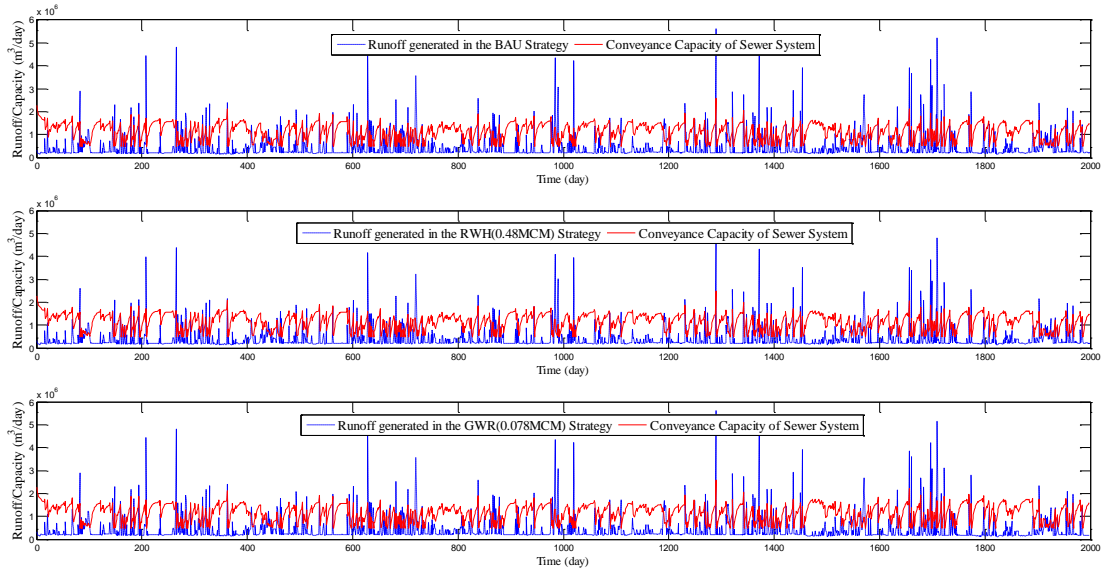 x 10^6
Runoff/Capacity (m^3/day)
6
5
4
3
2
1
0
Runoff generated in the BAU Strategy Conveyance Capacity of Sewer System
0 200 400 600 800 1000 1200 1400 1600 1800 2000
Time (day)
x 10^6
Runoff/Capacity (m^3/day)
6
5
4
3
2
1
0
Runoff generated in the RWH(0.48MCM) Strategy Conveyance Capacity of Sewer System
0 200 400 600 800 1000 1200 1400 1600 1800 2000
Time (day)
x 10^6
Runoff/Capacity (m^3/day)
6
5
4
3
2
1
0
Runoff generated in the GWR(0.078MCM) Strategy Conveyance Capacity of Sewer System
0 200 400 600 800 1000 1200 1400 1600 1800 2000
Time (day)